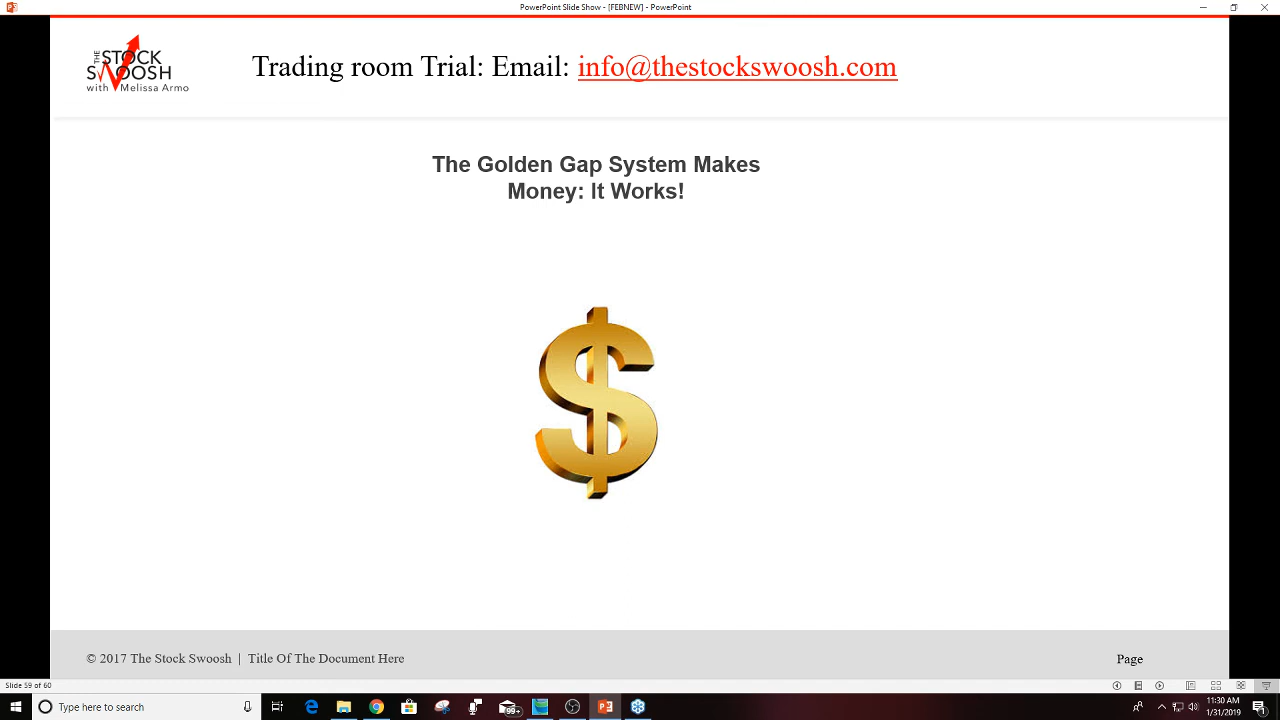 PowerPoint Slide Show - [FEBNEW] - PowerPoint
THE STOCK
SWOOSH
with Melissa Armo
Trading room Trial: Email: info@thestockswoosh.com
The Golden Gap System Makes
Money: It Works!
$
© 2017 The Stock Swoosh | Title Of The Document Here
Page
Slide 59 of 60
Type here to search
99+
11:30 AM
1/31/2019
1